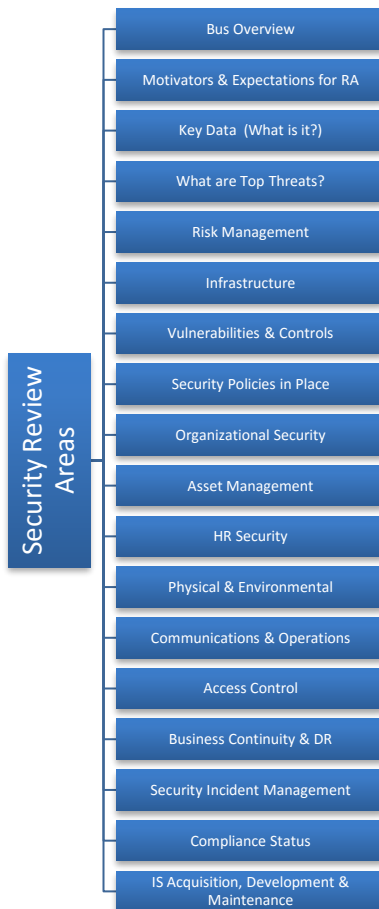 Security Review
Areas
Bus Overview
Motivators & Expectations for RA
Key Data (What is it?)
What are Top Threats?
Risk Management
Infrastructure
Vulnerabilities & Controls
Security Policies in Place
Organizational Security
Asset Management
HR Security
Physical & Environmental
Communications & Operations
Access Control
Business Continuity & DR
Security Incident Management
Compliance Status
IS Acquisition, Development &
Maintenance